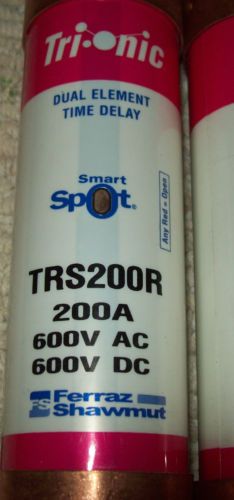 Tri-onic
DUAL ELEMENT
TIME DELAY
Smart
Spot®
Any Red = Open
TRS200R
200A
600V AC
600V DC
FS Ferraz
Shawmut